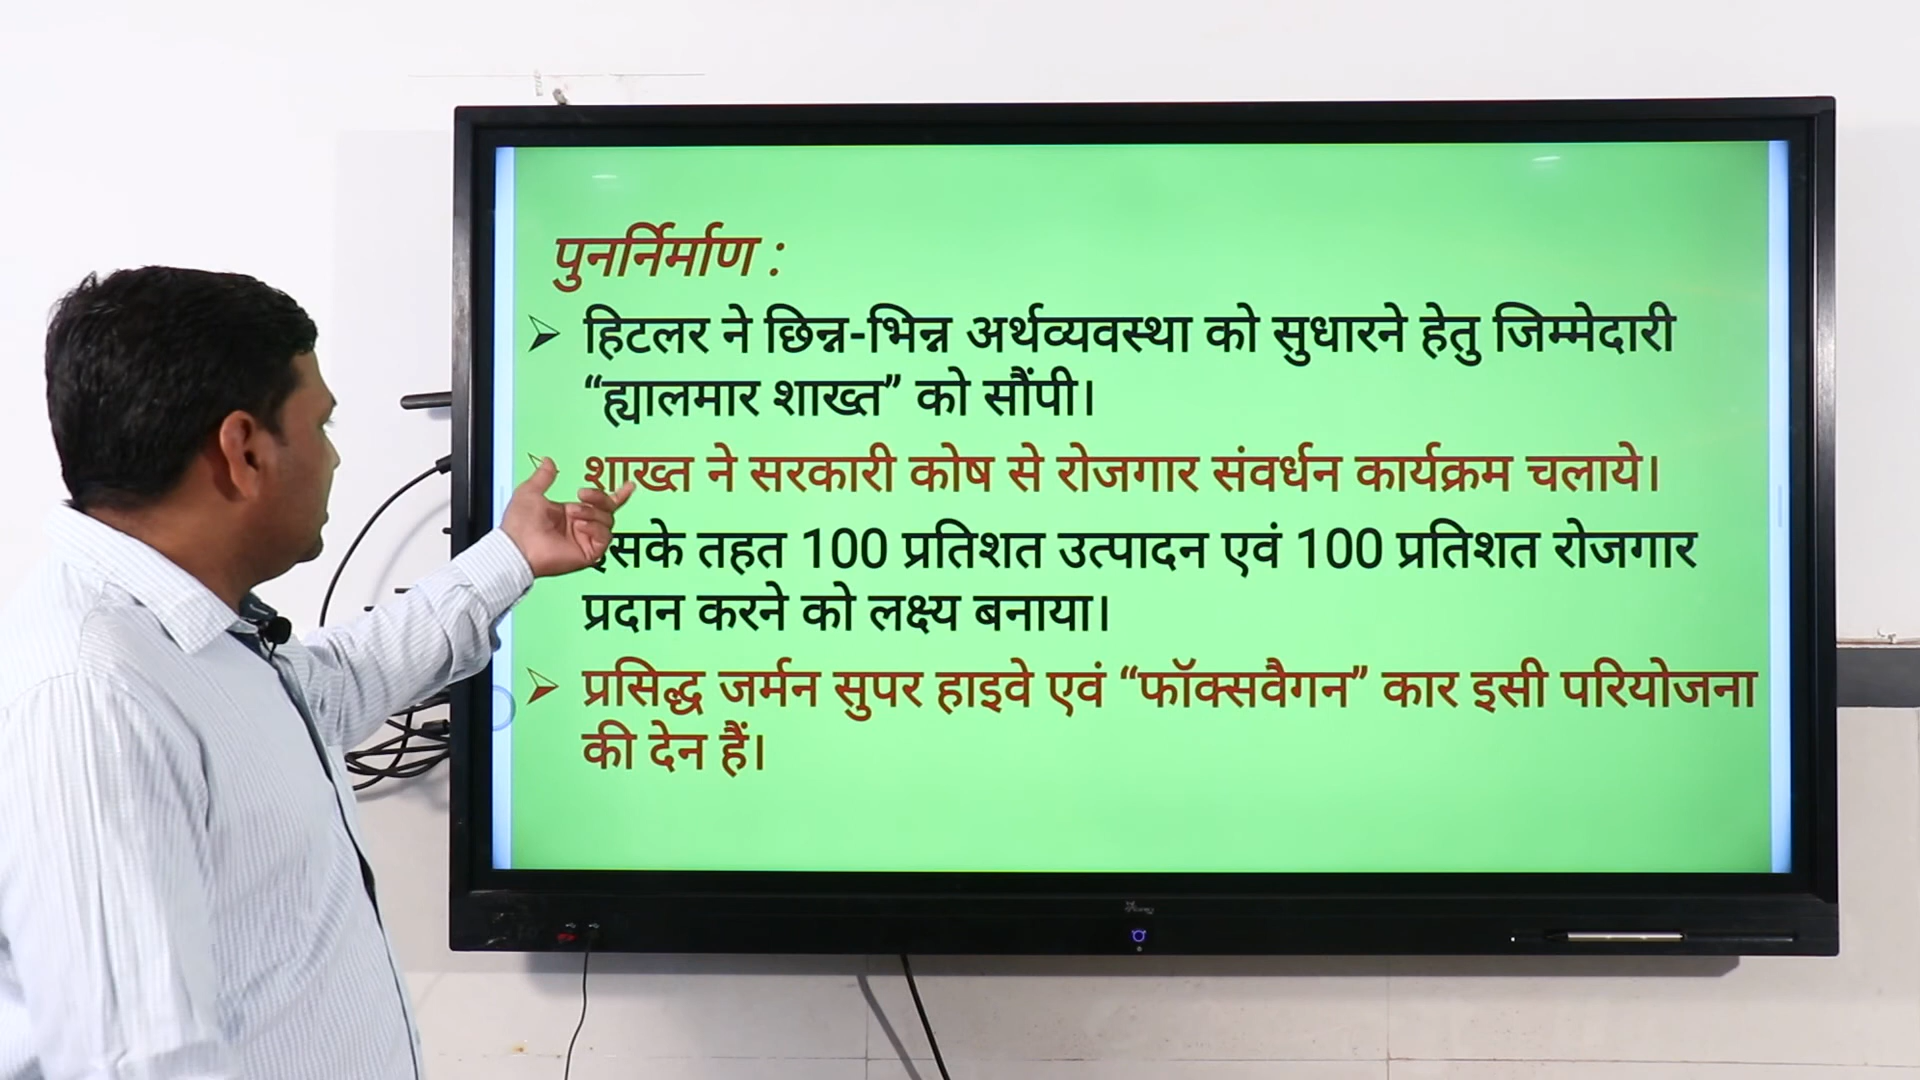 पुनर्निर्माण :
हिटलर ने छिन्न-भिन्न अर्थव्यवस्था को सुधारने हेतु जिम्मेदारी
“ह्यालमार शाख्त” को सौंपी।
शाख्त ने सरकारी कोष से रोजगार संवर्धन कार्यक्रम चलाये।
इसके तहत 100 प्रतिशत उत्पादन एवं 100 प्रतिशत रोजगार
प्रदान करने को लक्ष्य बनाया।
प्रसिद्ध जर्मन सुपर हाइवे एवं “फॉक्सवैगन” कार इसी परियोजना
की देन हैं।